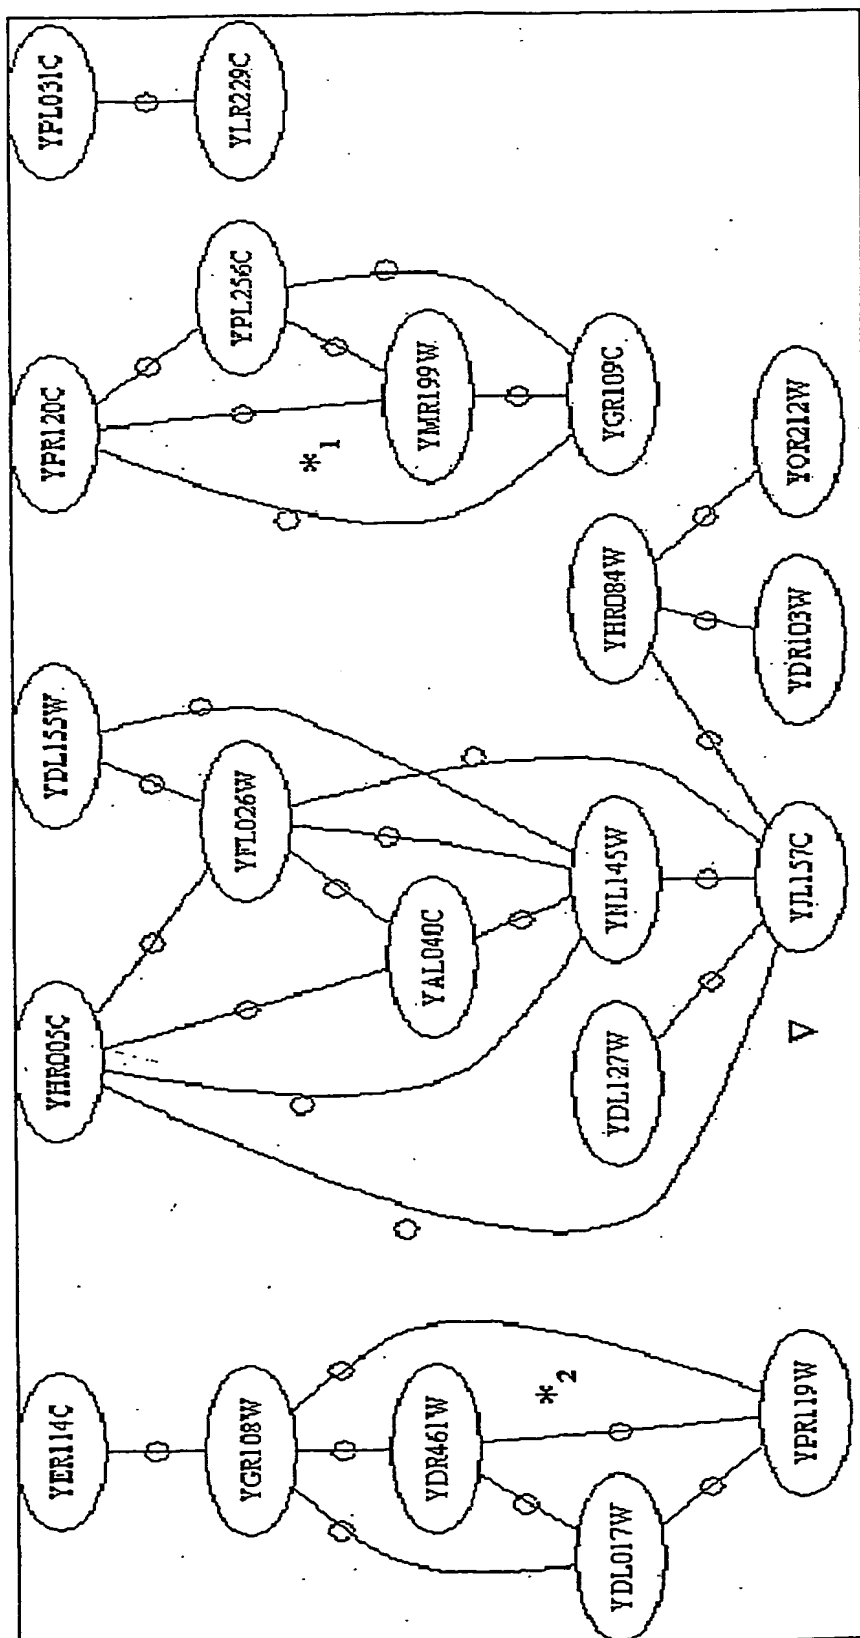 YER114C
YGR108W
YDR461W
YDL017W
YPR119W
*2
YHR005C
YDL155W
YFL026W
YAL040C
YNL145W
YDL127W
YJL157C
∇
YHR084W
YDR103W
YOR212W
YPR120C
YPL256C
YMR199W
YGR109C
*1
YPL031C
YLR229C